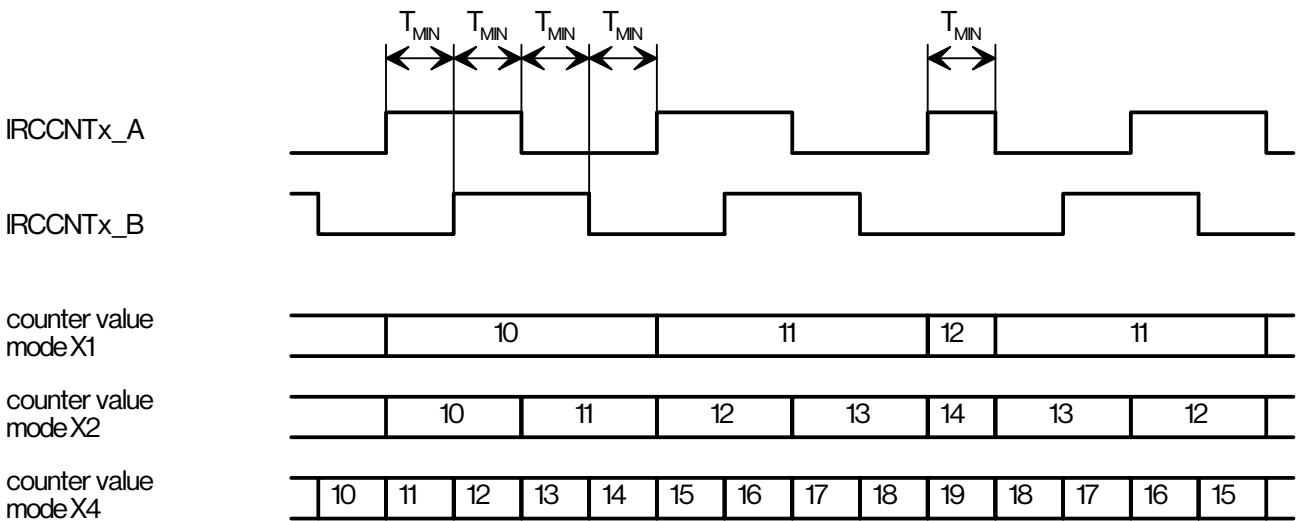 TMIN TMIN TMIN TMIN TMIN
IRCCNTx_A
IRCCNTx_B
counter value
mode X1
10 11 12 11
counter value
mode X2
10 11 12 13 14 13 12
counter value
mode X4
10 11 12 13 14 15 16 17 18 19 18 17 16 15